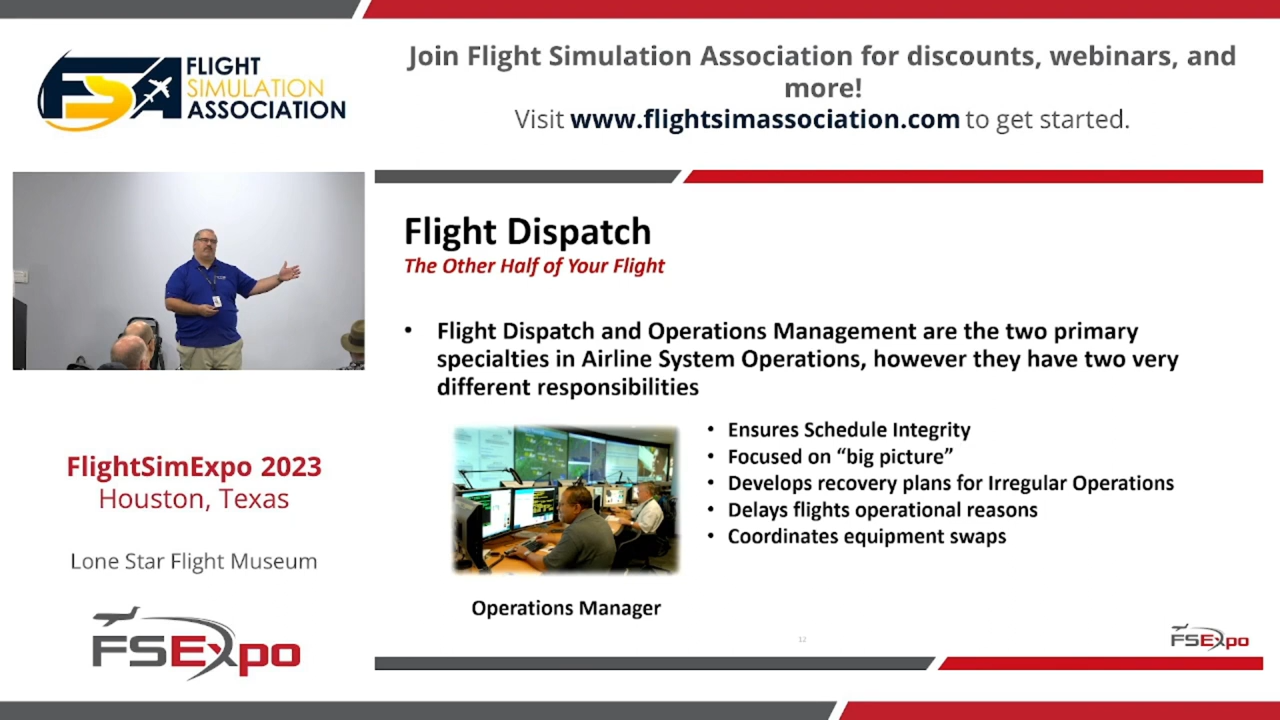 FLIGHT
SIMULATION
ASSOCIATION
FSA
Join Flight Simulation Association for discounts, webinars, and
more!
Visit www.flightsimassociation.com to get started.
Flight Dispatch
The Other Half of Your Flight
• Flight Dispatch and Operations Management are the two primary
specialties in Airline System Operations, however they have two very
different responsibilities
• Ensures Schedule Integrity
• Focused on “big picture”
• Develops recovery plans for Irregular Operations
• Delays flights operational reasons
• Coordinates equipment swaps
Operations Manager
12
FSExpo
FlightSimExpo 2023
Houston, Texas
Lone Star Flight Museum
FSExpo